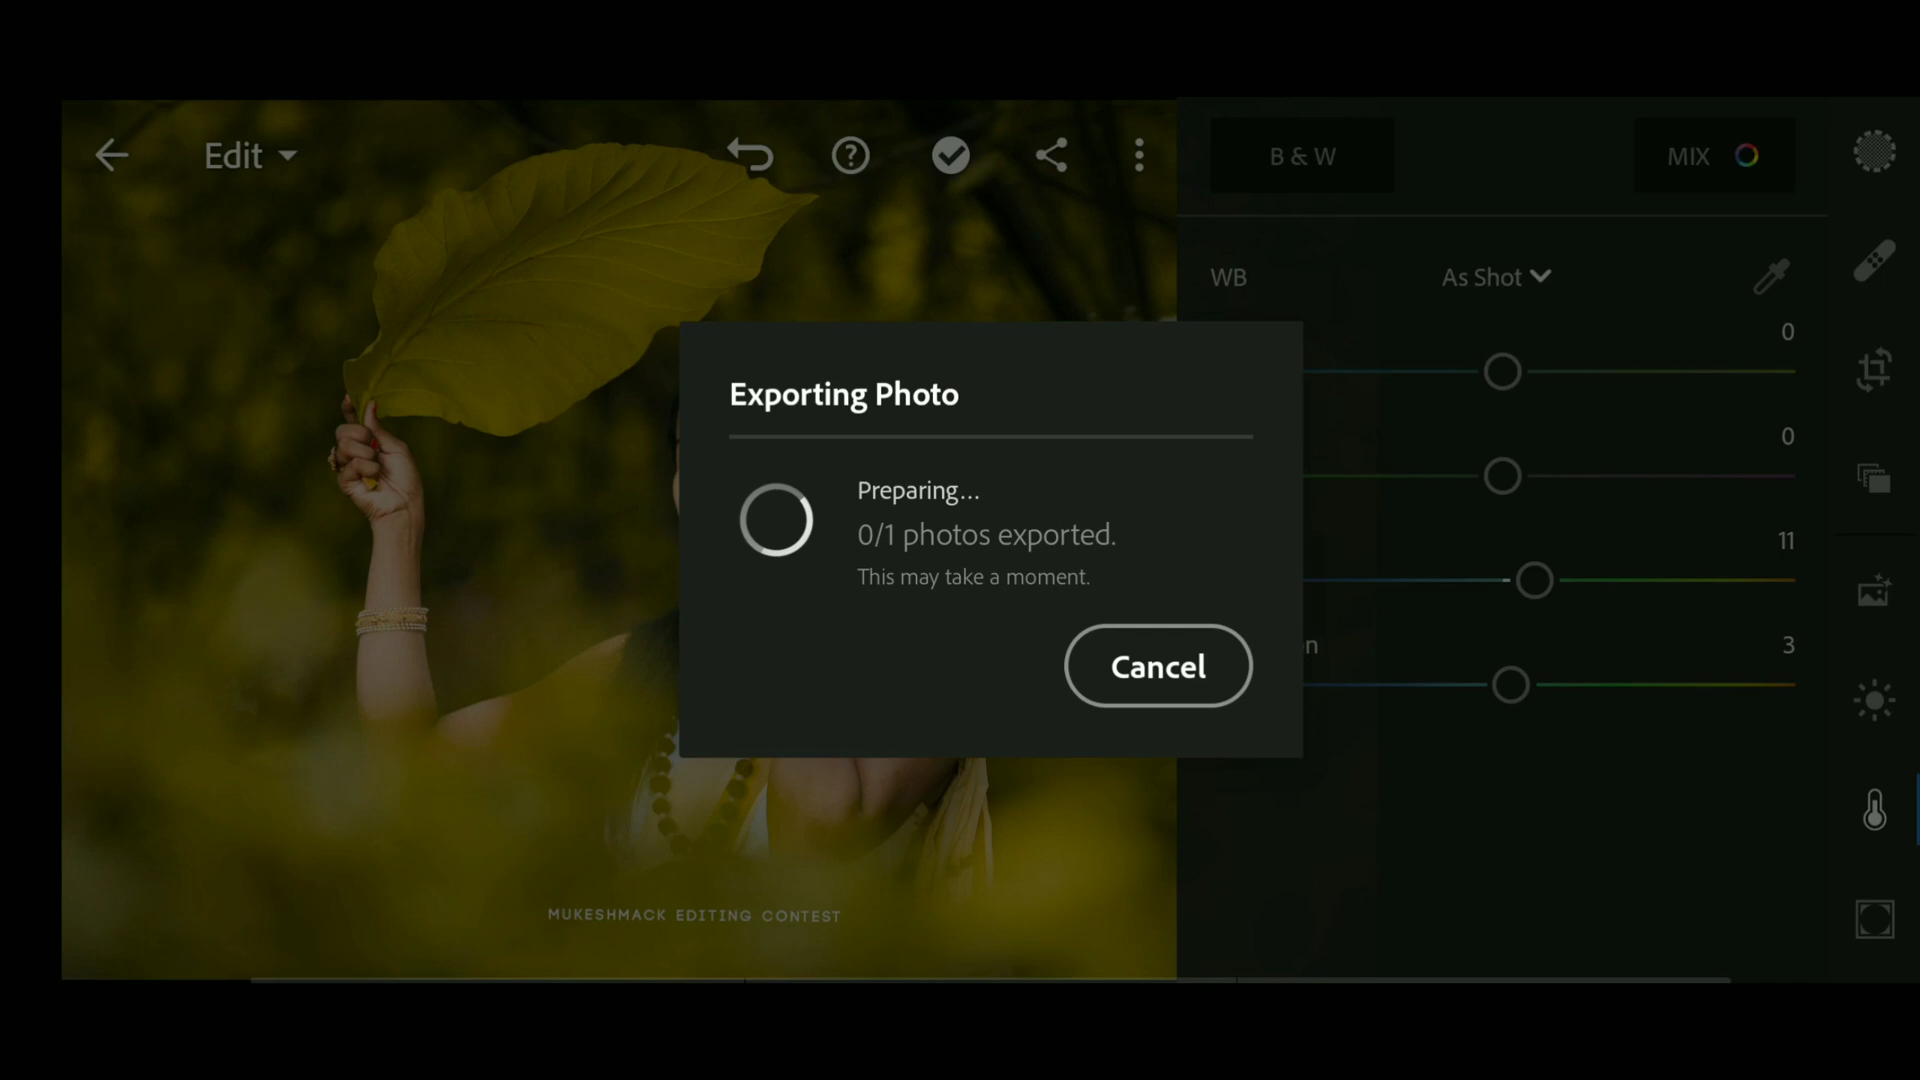 Edit
B & W
MIX
WB
As Shot
0
0
11
n
3
Exporting Photo
Preparing...
0/1 photos exported.
This may take a moment.
Cancel
MUKESHMACK EDITING CONTEST